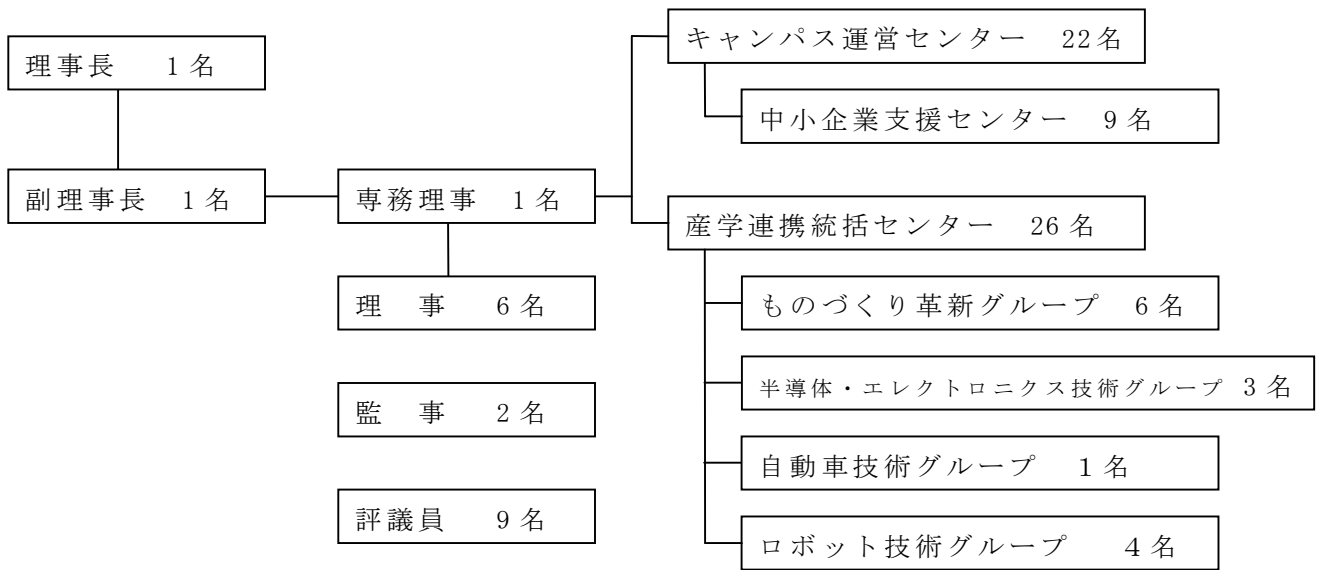 理事長 1名
副理事長 1名
専務理事 1名
理 事 6名
監 事 2名
評議員 9名
キャンパス運営センター 22名
中小企業支援センター 9名
産学連携統括センター 26名
ものづくり革新グループ 6名
半導体・エレクトロニクス技術グループ 3名
自動車技術グループ 1名
ロボット技術グループ 4名